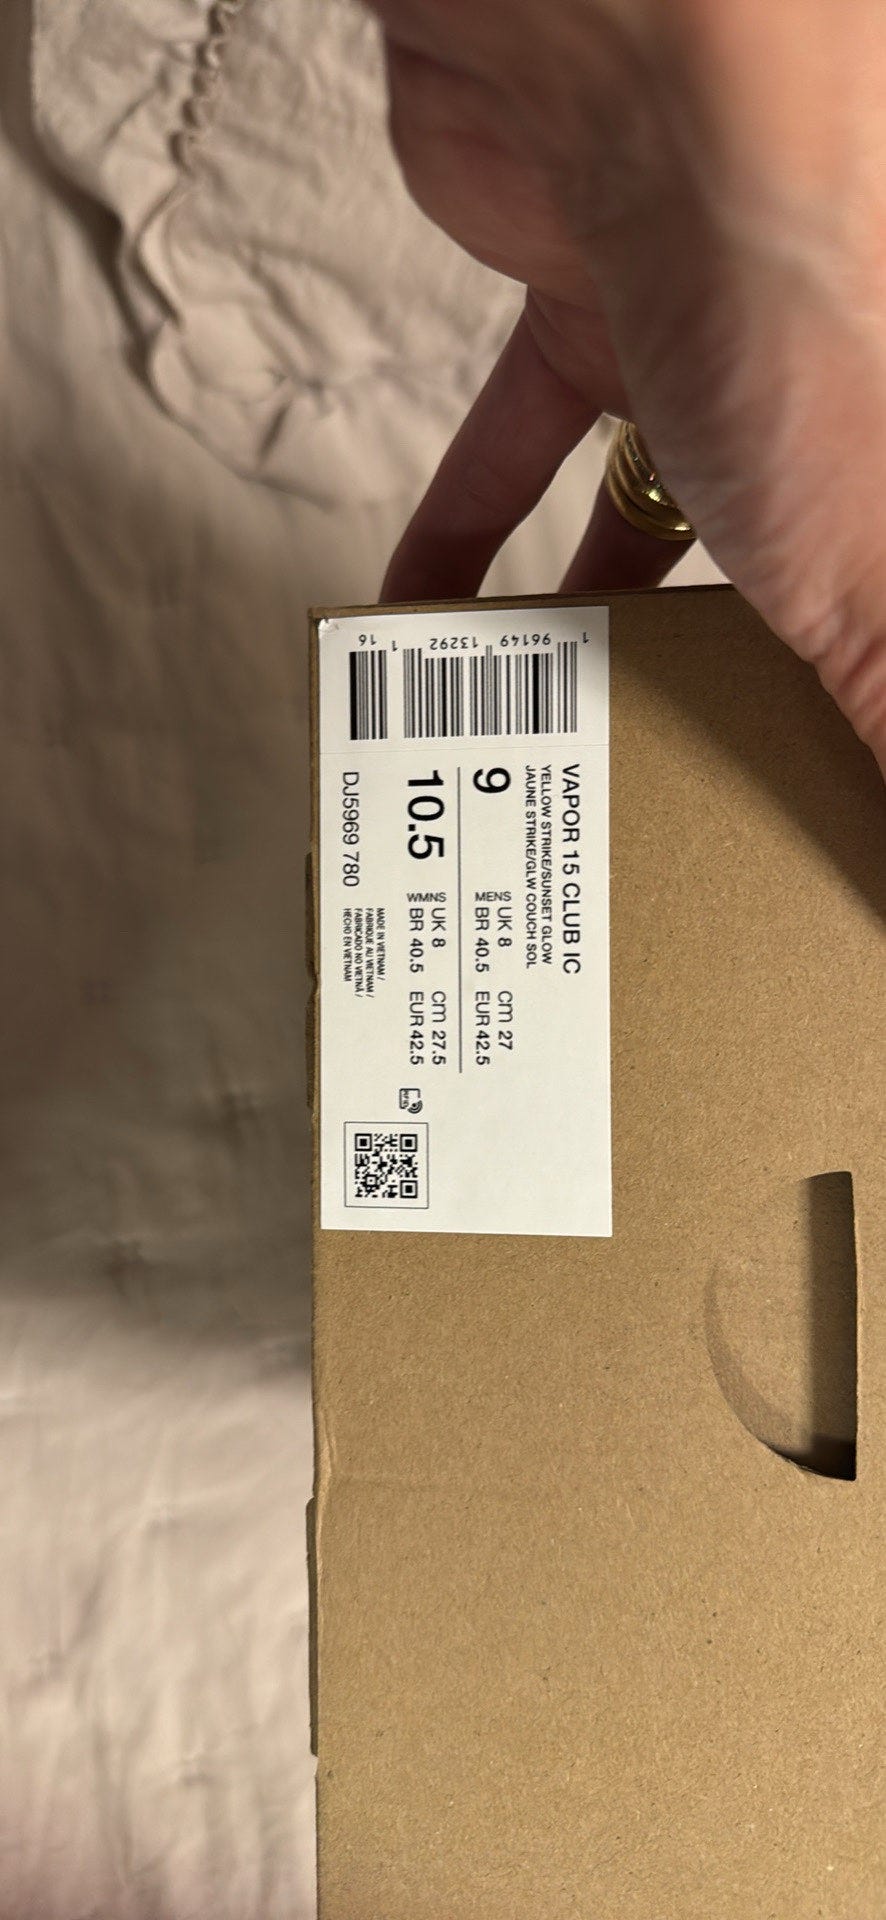 VAPOR 15 CLUB IC
YELLOW STRIKE/SUNSET GLOW
JAUNE STRIKE/GLW COUCH SOL
9 MENS UK 8 cm 27
BR 40.5 EUR 42.5
10.5 WMNS UK 8 cm 27.5
BR 40.5 EUR 42.5
DJ5969 780
MADE IN VIETNAM /
FABRIQUE AU VIETNAM /
FABRICADO NO VIETNÃ /
HECHO EN VIETNAM
RFID
1 96149 13292 1 16